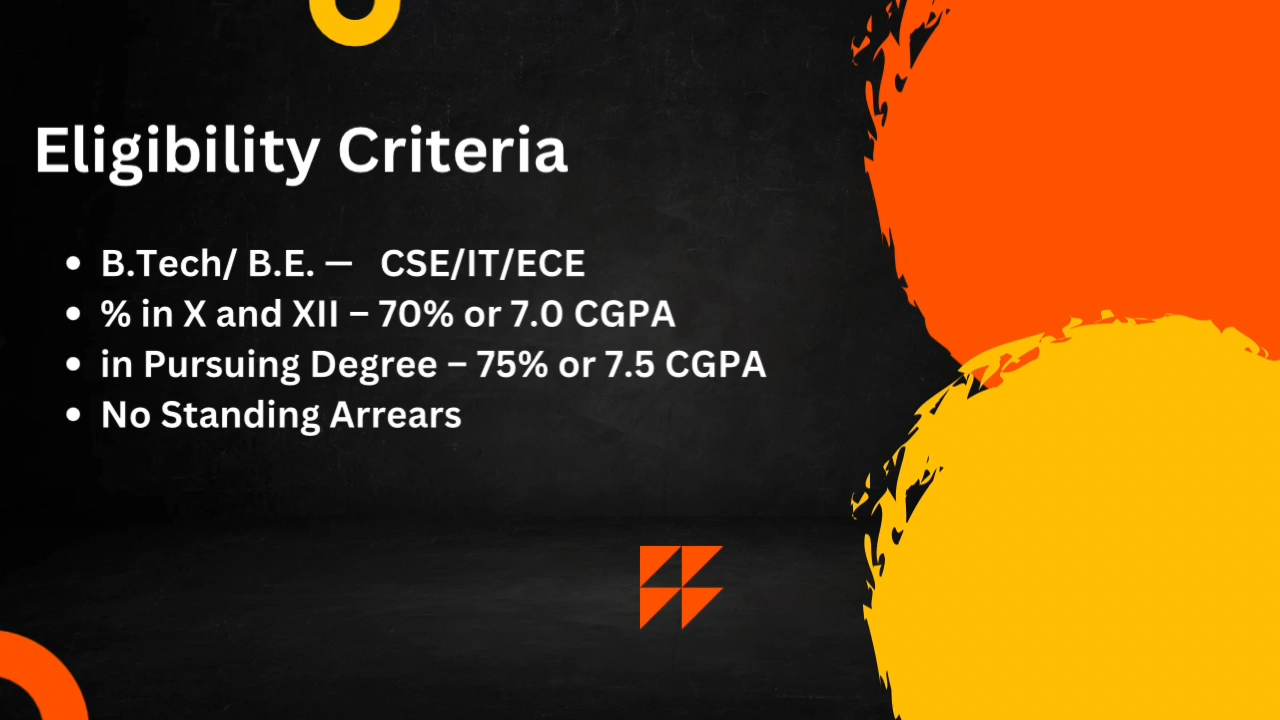 Eligibility Criteria
• B.Tech/ B.E. — CSE/IT/ECE
• % in X and XII – 70% or 7.0 CGPA
• in Pursuing Degree – 75% or 7.5 CGPA
• No Standing Arrears